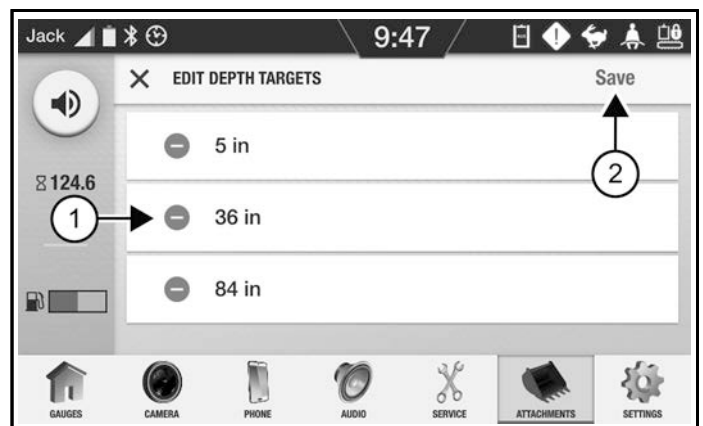 Jack 9:47
EDIT DEPTH TARGETS Save
5 in
2
124.6
1 36 in
84 in
GAUGES CAMERA PHONE AUDIO SERVICE ATTACHMENTS SETTINGS